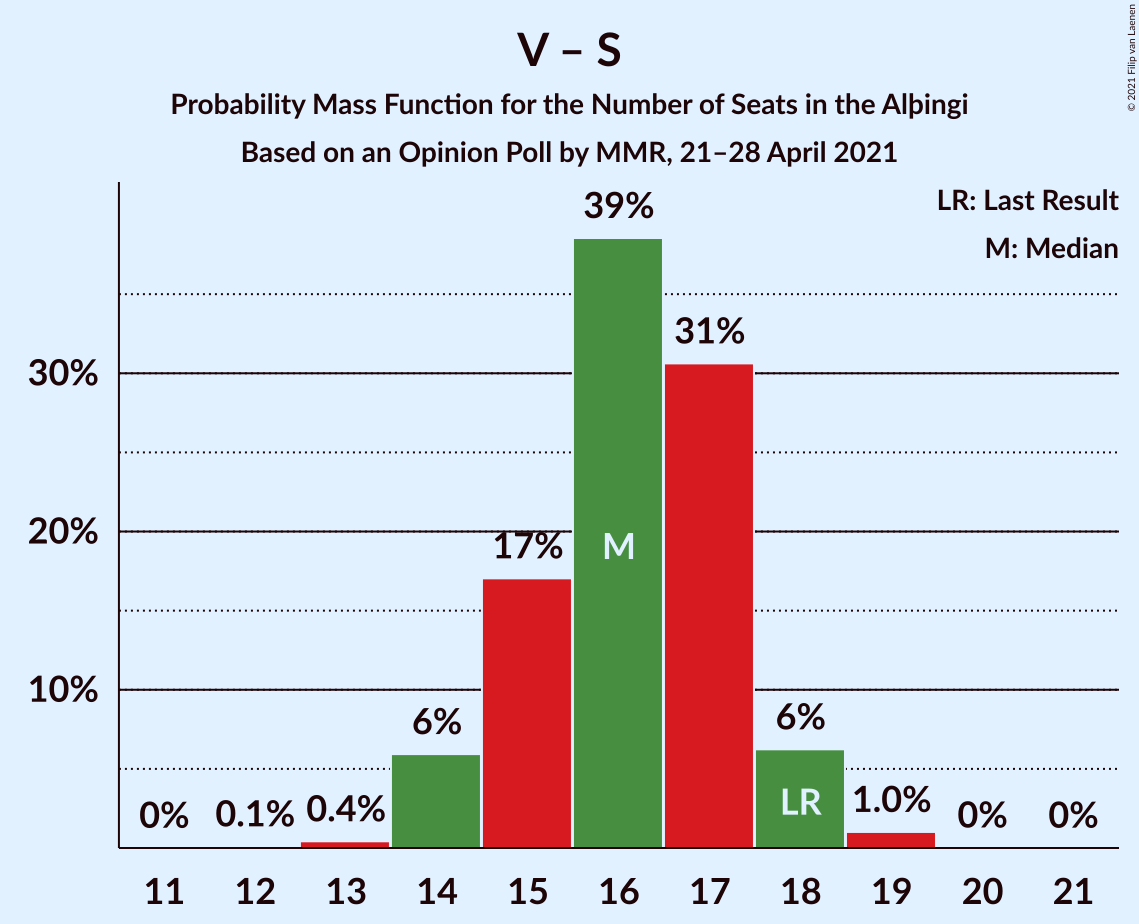 V – S
Probability Mass Function for the Number of Seats in the Alþingi
Based on an Opinion Poll by MMR, 21–28 April 2021
© 2021 Filip van Laenen
LR: Last Result
M: Median
39%
31%
30%
20%
17%
M
10%
6%
6%
LR
0%
0.1%
0.4%
1.0%
0%
0%
11 12 13 14 15 16 17 18 19 20 21